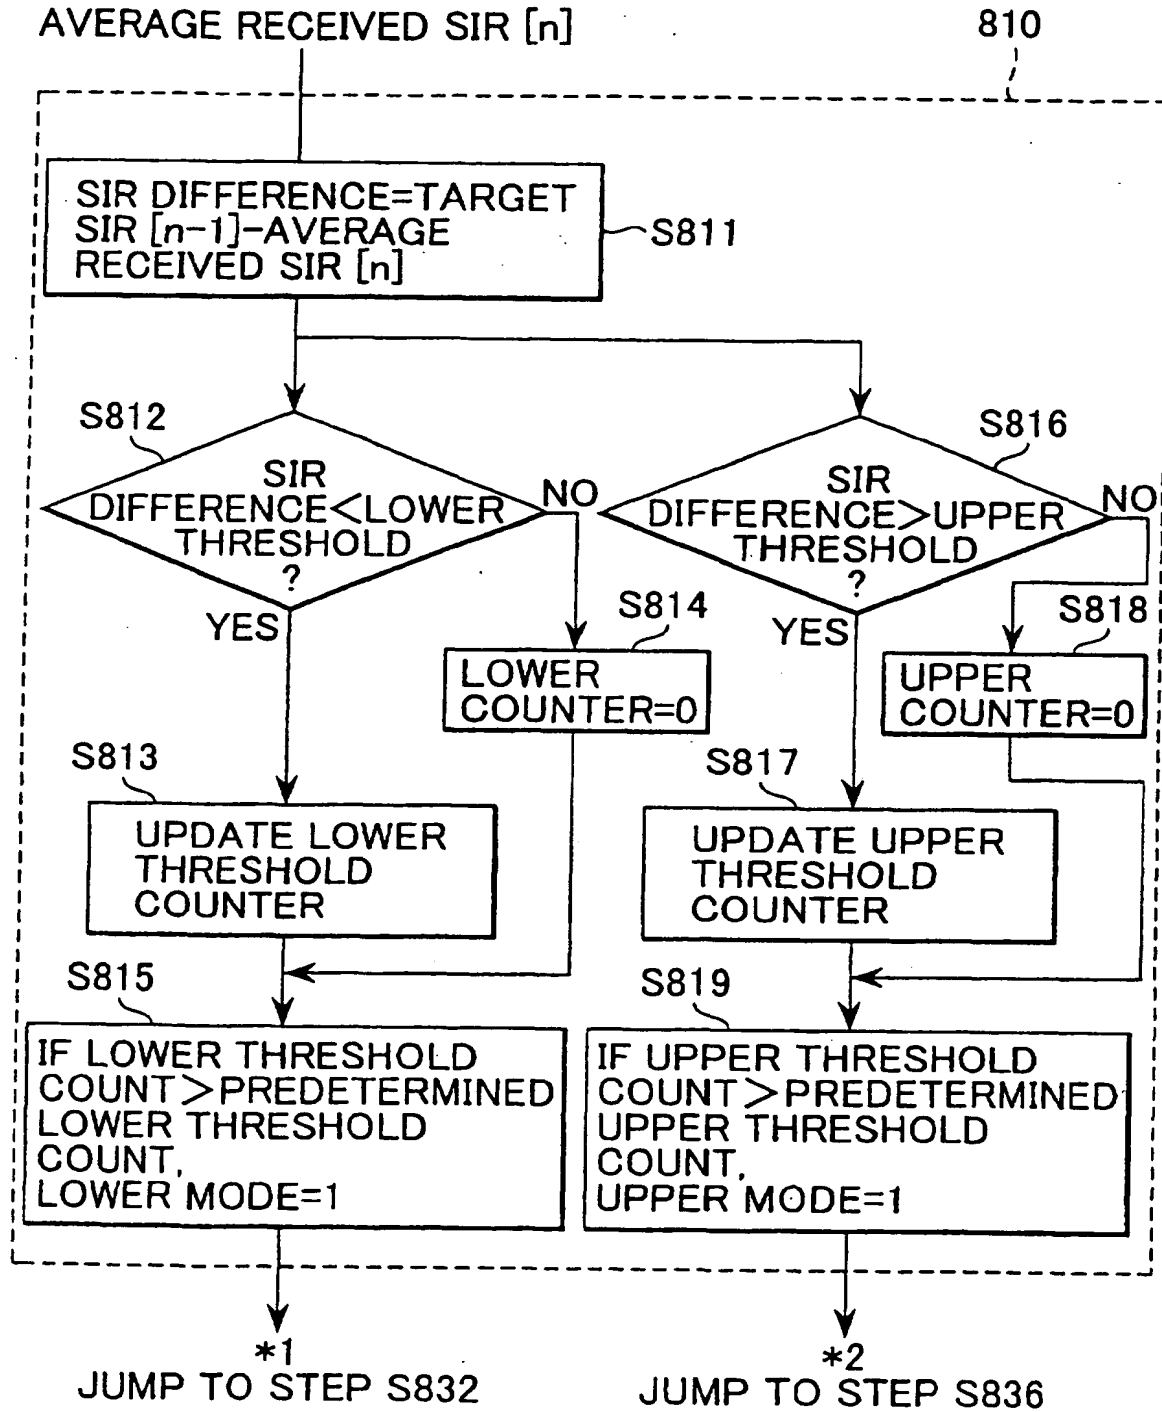 AVERAGE RECEIVED SIR [n]
810
SIR DIFFERENCE=TARGET
SIR [n-1]-AVERAGE
RECEIVED SIR [n]
S811
S812
SIR
DIFFERENCE<LOWER
THRESHOLD
?
NO
YES
S816
SIR
DIFFERENCE>UPPER
THRESHOLD
?
NO
YES
S814
LOWER
COUNTER=0
S818
UPPER
COUNTER=0
S813
UPDATE LOWER
THRESHOLD
COUNTER
S817
UPDATE UPPER
THRESHOLD
COUNTER
S815
IF LOWER THRESHOLD
COUNT>PREDETERMINED
LOWER THRESHOLD
COUNT,
LOWER MODE=1
S819
IF UPPER THRESHOLD
COUNT>PREDETERMINED
UPPER THRESHOLD
COUNT,
UPPER MODE=1
*1
JUMP TO STEP S832
*2
JUMP TO STEP S836